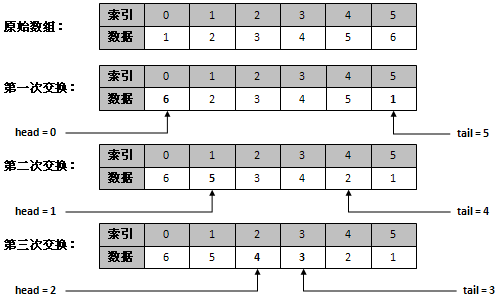 原始数组：
索引 0 1 2 3 4 5
数据 1 2 3 4 5 6
第一次交换：
索引 0 1 2 3 4 5
数据 6 2 3 4 5 1
head = 0 tail = 5
第二次交换：
索引 0 1 2 3 4 5
数据 6 5 3 4 2 1
head = 1 tail = 4
第三次交换：
索引 0 1 2 3 4 5
数据 6 5 4 3 2 1
head = 2 tail = 3